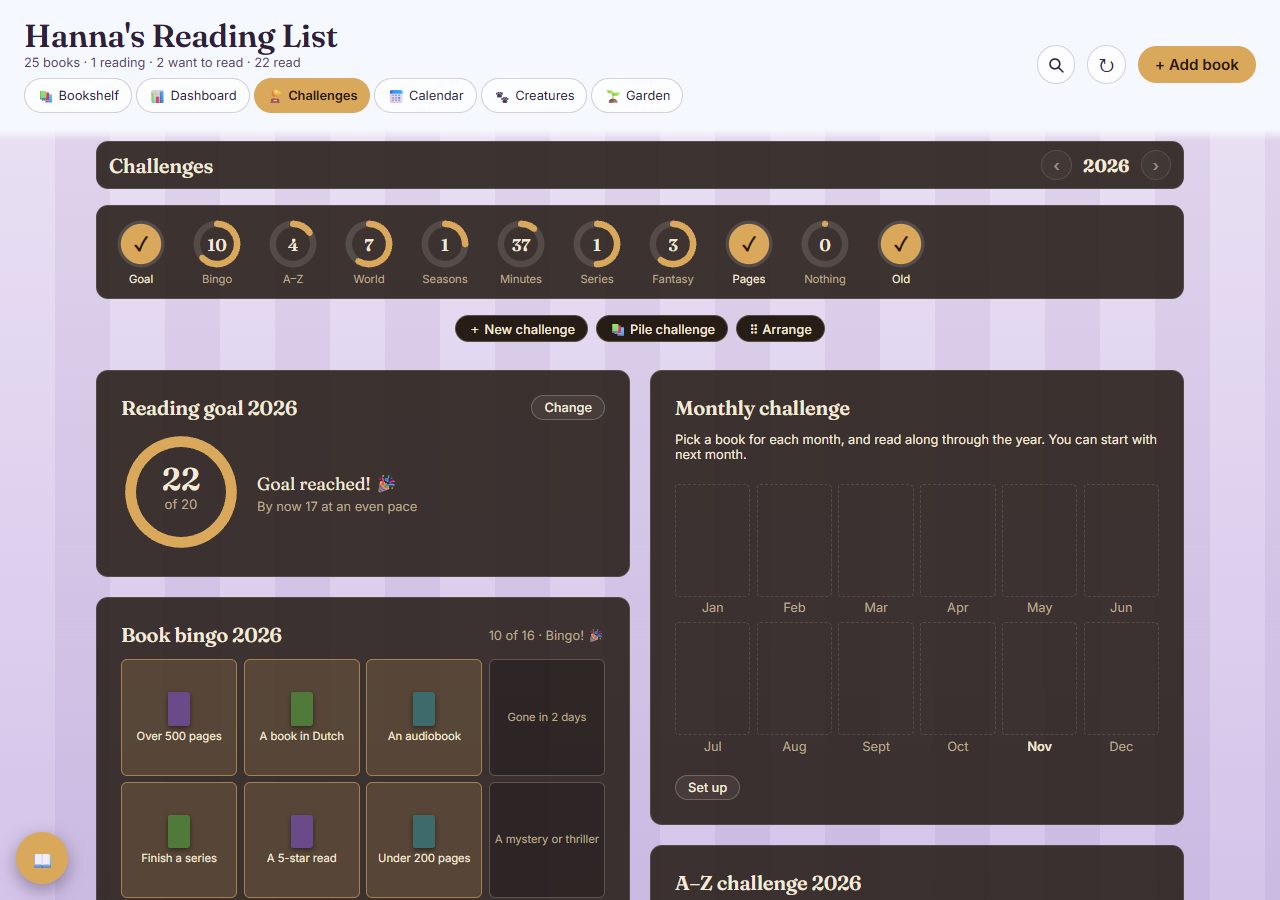 Hanna's Reading List
25 books · 1 reading · 2 want to read · 22 read
Bookshelf
Dashboard
Challenges
Calendar
Creatures
Garden
+ Add book
Challenges
‹ 2026 ›
✓ 10 4 7 1 37 1 3 ✓ 0 ✓
Goal Bingo A–Z World Seasons Minutes Series Fantasy Pages Nothing Old
+ New challenge
Pile challenge
Arrange
Reading goal 2026
Change
22
of 20
Goal reached! 🎉
By now 17 at an even pace
Book bingo 2026
10 of 16 · Bingo! 🎉
Over 500 pages
A book in Dutch
An audiobook
Gone in 2 days
Finish a series
A 5-star read
Under 200 pages
A mystery or thriller
Monthly challenge
Pick a book for each month, and read along through the year. You can start with
next month.
Jan Feb Mar Apr May Jun
Jul Aug Sept Oct Nov Dec
Set up
A–Z challenge 2026